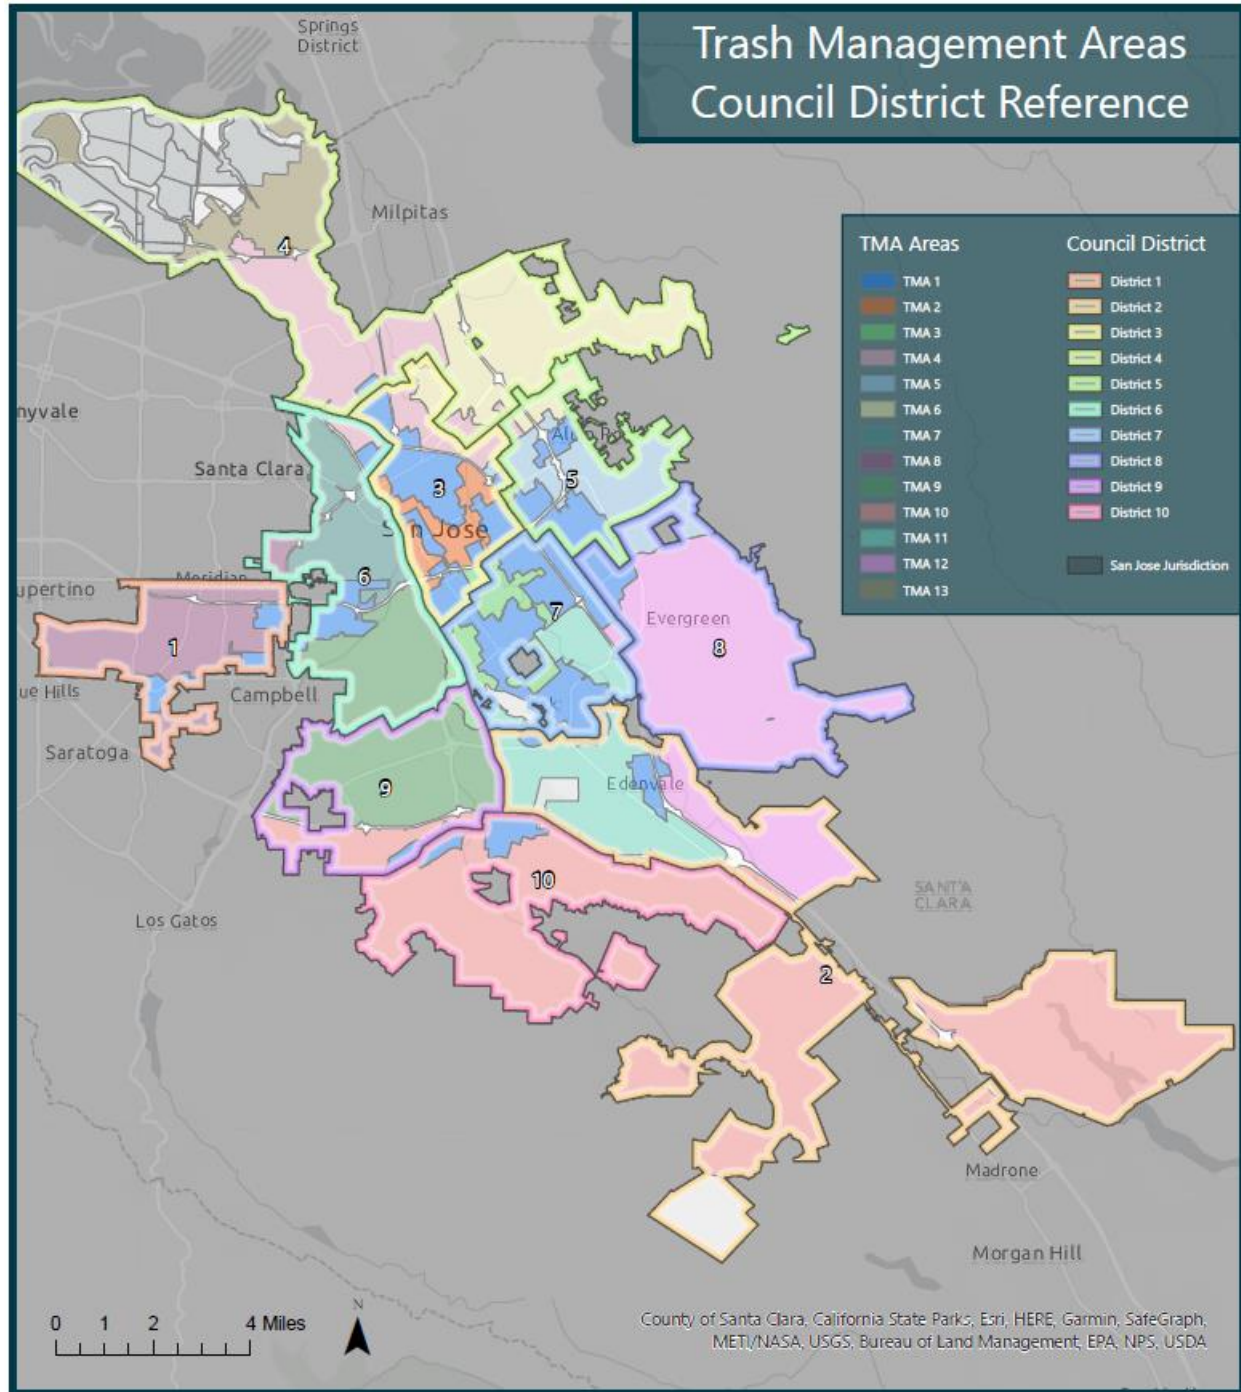 Springs
District
Trash Management Areas
Council District Reference
Milpitas
4
TMA Areas
Council District
TMA 1
TMA 2
TMA 3
TMA 4
TMA 5
TMA 6
TMA 7
TMA 8
TMA 9
TMA 10
TMA 11
TMA 12
TMA 13
District 1
District 2
District 3
District 4
District 5
District 6
District 7
District 8
District 9
District 10
San Jose Jurisdiction
nyvale
Santa Clara
3
5
San Jose
Meridian
6
upertino
7
Evergreen
8
1
ue Hills
Campbell
Saratoga
9
Edenvale
10
SANTA
CLARA
Los Gatos
2
Madrone
Morgan Hill
0 1 2 4 Miles
N
County of Santa Clara, California State Parks, Esri, HERE, Garmin, SafeGraph,
METI/NASA, USGS, Bureau of Land Management, EPA, NPS, USDA